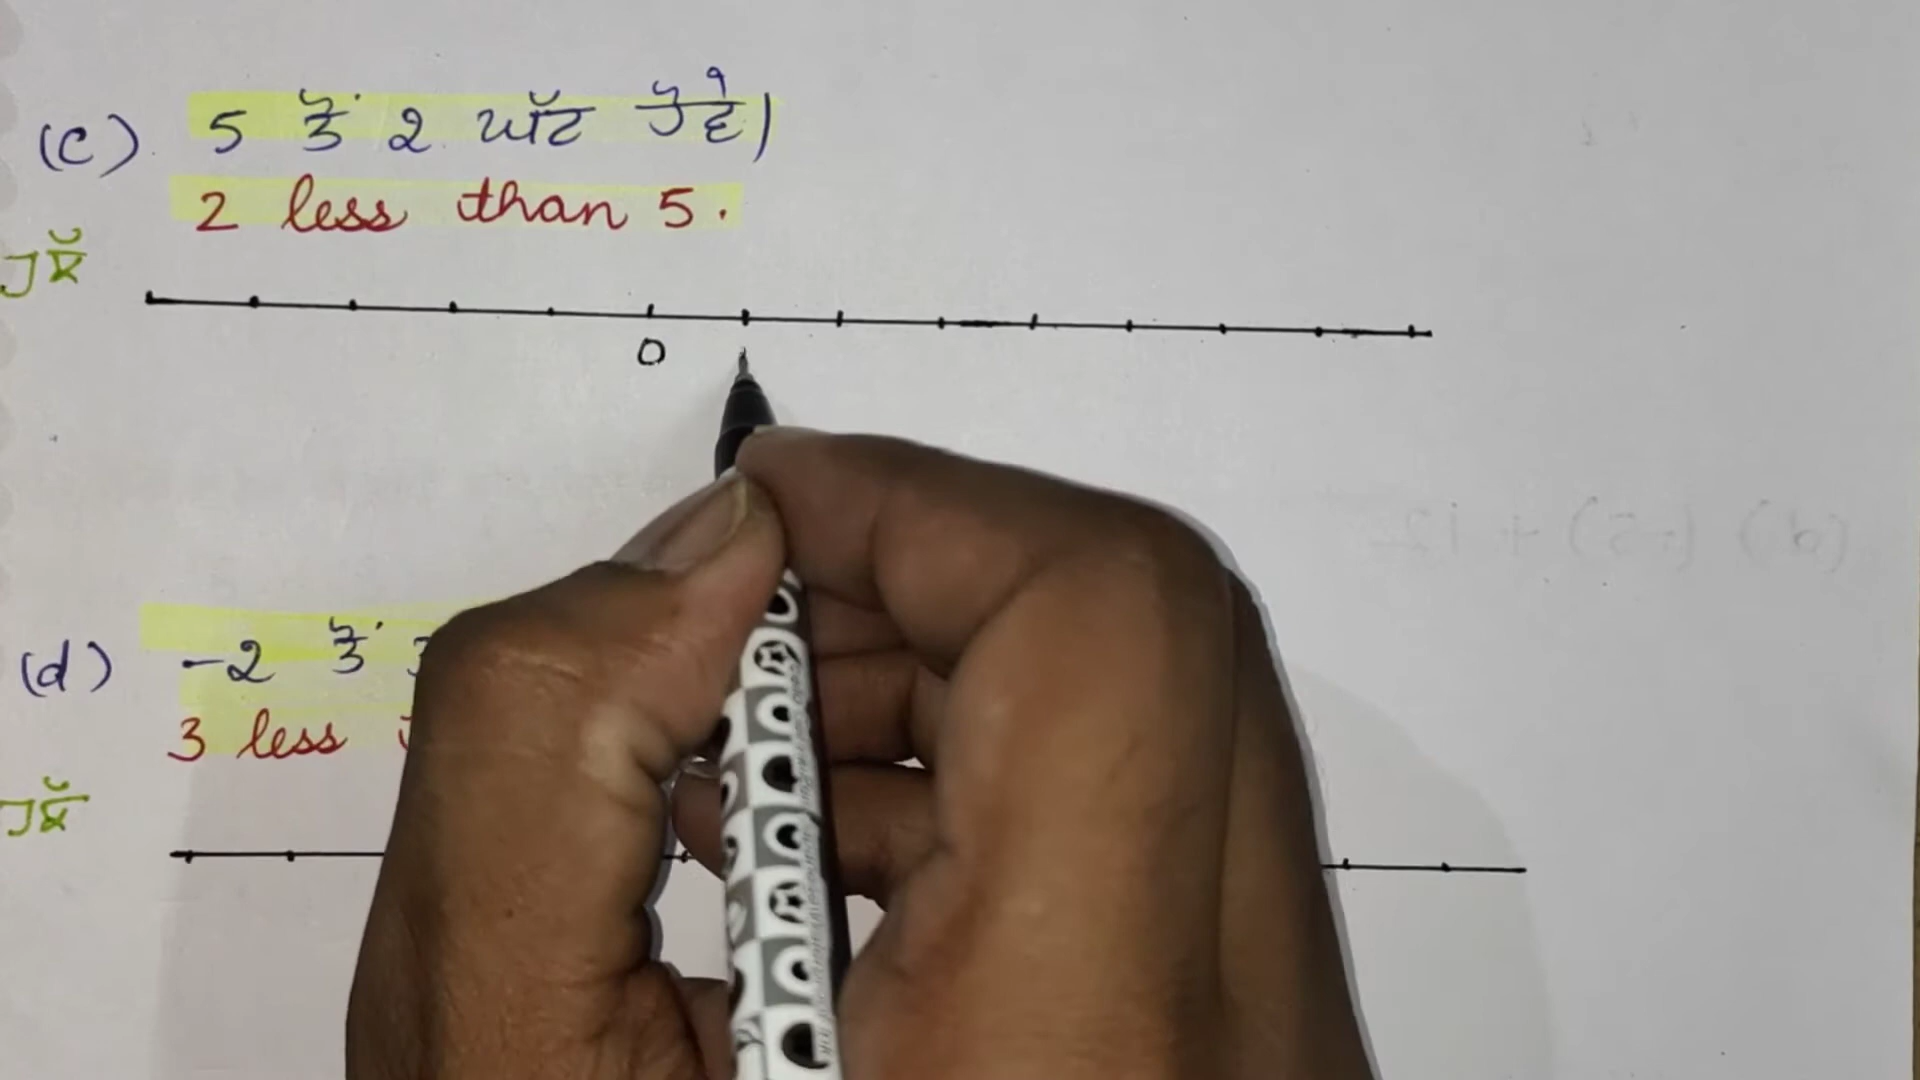 (c) 5 ਤੋਂ 2 ਘੱਟ ਹੋਵੇ।
2 less than 5.
ਹੱਲ
0
(d) -2 ਤੋਂ
3 less
ਹੱਲ